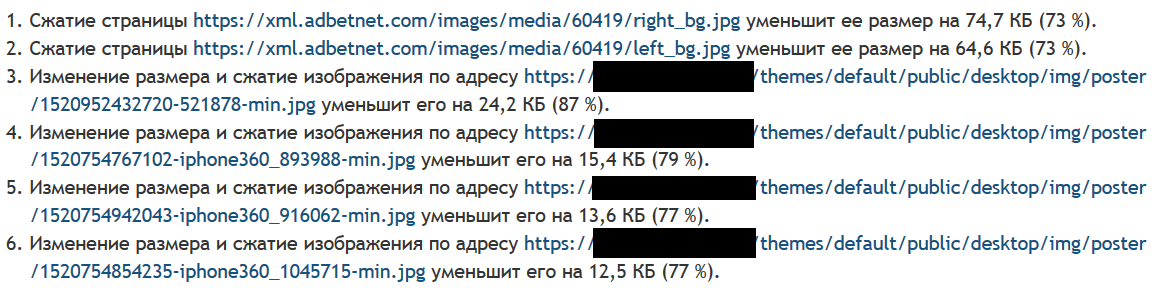 1. Сжатие страницы https://xml.adbetnet.com/images/media/60419/right_bg.jpg уменьшит ее размер на 74,7 КБ (73 %).
2. Сжатие страницы https://xml.adbetnet.com/images/media/60419/left_bg.jpg уменьшит ее размер на 64,6 КБ (73 %).
3. Изменение размера и сжатие изображения по адресу https:// /themes/default/public/desktop/img/poster
/1520952432720-521878-min.jpg уменьшит его на 24,2 КБ (87 %).
4. Изменение размера и сжатие изображения по адресу https:// /themes/default/public/desktop/img/poster
/1520754767102-iphone360_893988-min.jpg уменьшит его на 15,4 КБ (79 %).
5. Изменение размера и сжатие изображения по адресу https:// /themes/default/public/desktop/img/poster
/1520754942043-iphone360_916062-min.jpg уменьшит его на 13,6 КБ (77 %).
6. Изменение размера и сжатие изображения по адресу https:// /themes/default/public/desktop/img/poster
/1520754854235-iphone360_1045715-min.jpg уменьшит его на 12,5 КБ (77 %).